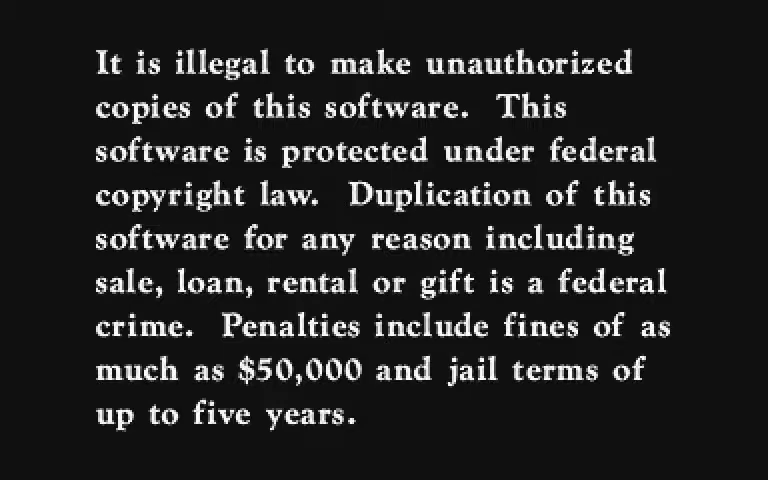 It is illegal to make unauthorized
copies of this software.  This
software is protected under federal
copyright law.  Duplication of this
software for any reason including
sale, loan, rental or gift is a federal
crime.  Penalties include fines of as
much as $50,000 and jail terms of
up to five years.